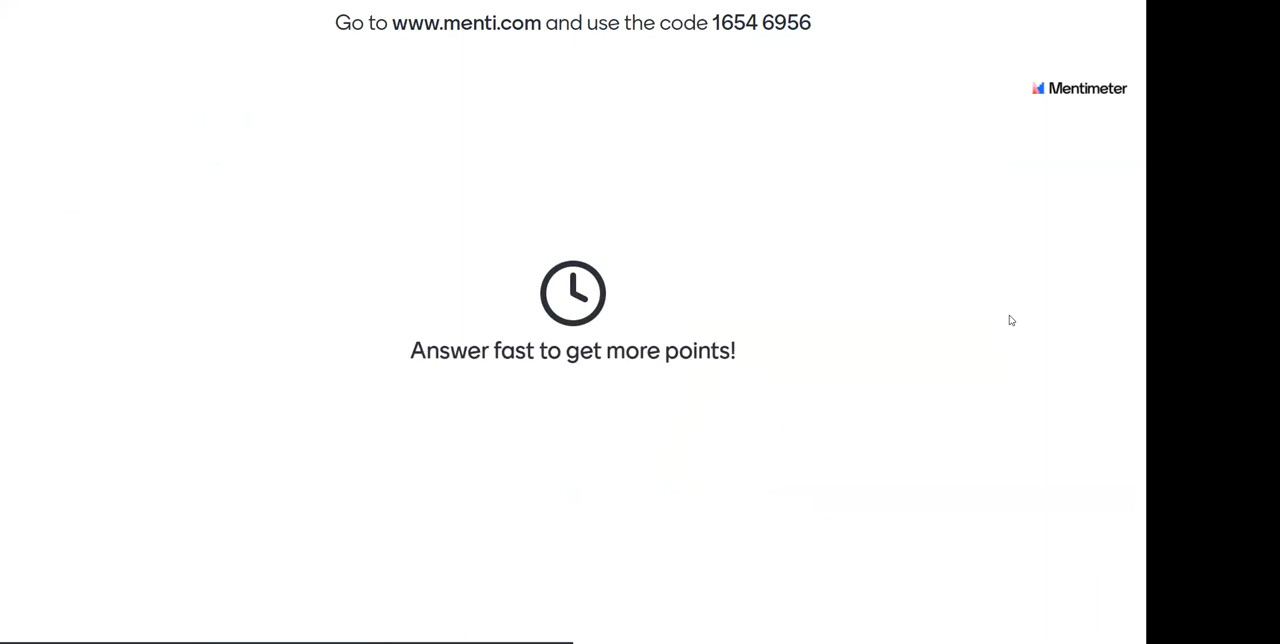 Go to www.menti.com and use the code 1654 6956
Mentimeter
Answer fast to get more points!